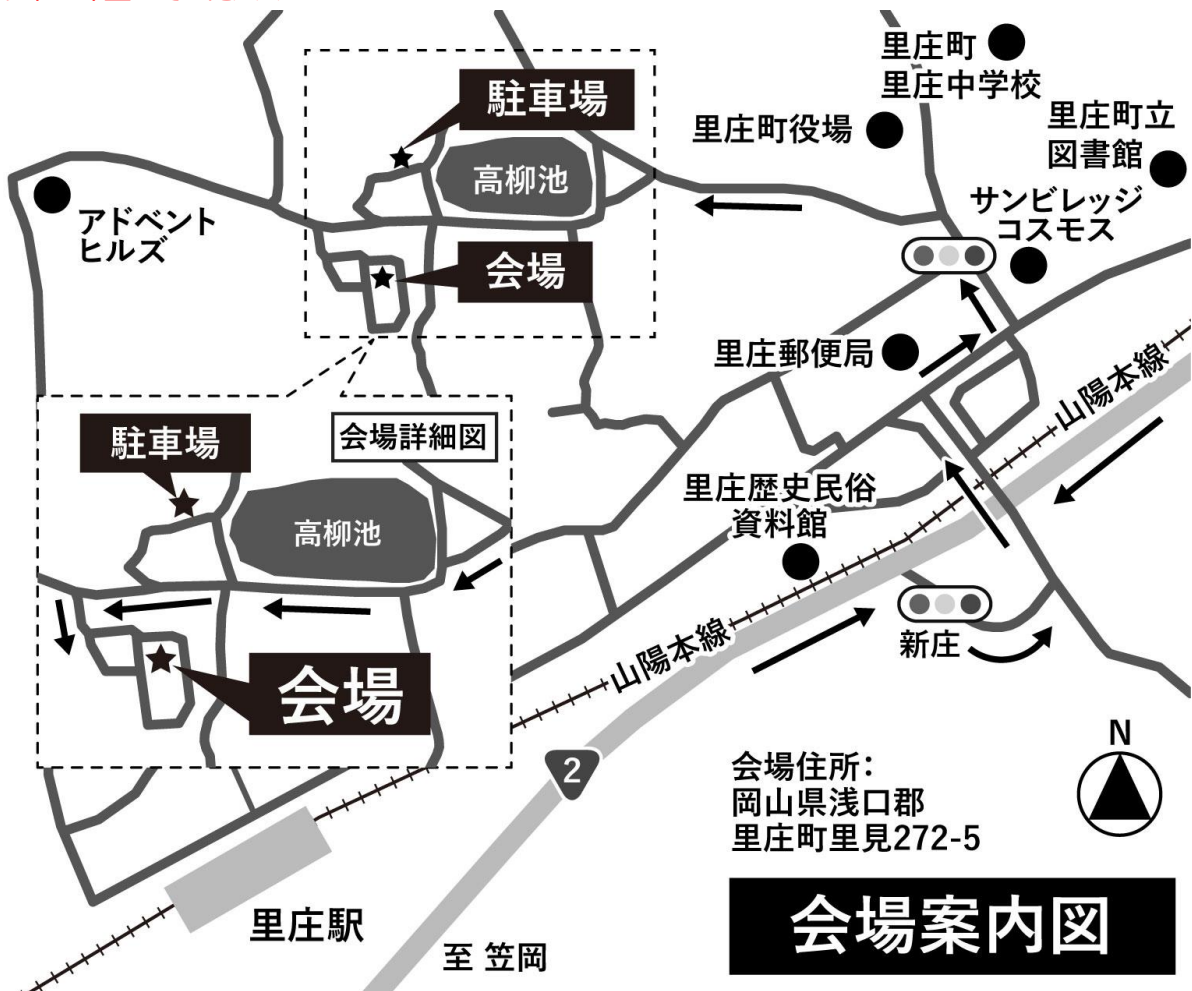 里庄町
里庄中学校
駐車場
里庄町役場
里庄町立
図書館
高柳池
サンビレッジ
コスモス
アドベント
ヒルズ
会場
里庄郵便局
山陽本線
駐車場
会場詳細図
高柳池
里庄歴史民俗
資料館
会場
山陽本線
新庄
N
2
会場住所：
岡山県浅口郡
里庄町里見272-5
里庄駅
至 笠岡
会場案内図